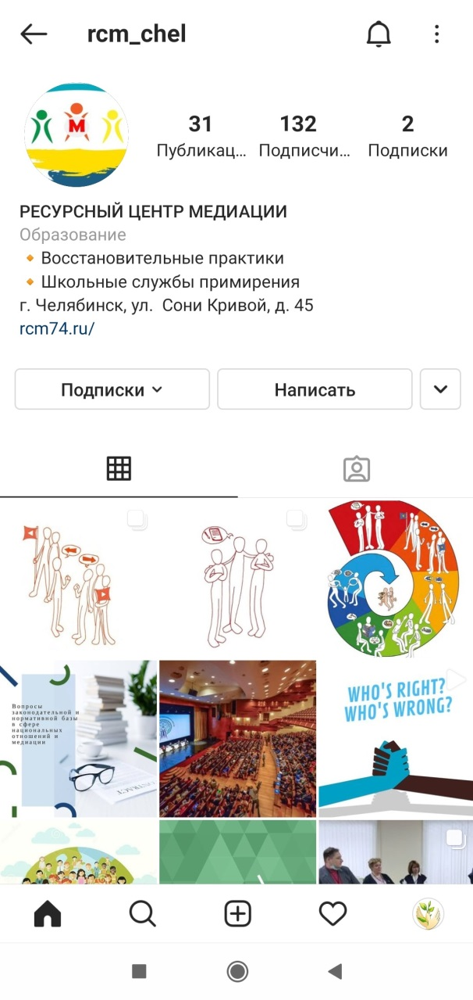 rcm_chel
31
132
2
Публикац...
Подписчи...
Подписки
РЕСУРСНЫЙ ЦЕНТР МЕДИАЦИИ
Образование
Восстановительные практики
Школьные службы примирения
г. Челябинск, ул. Сони Кривой, д. 45
rcm74.ru/
Подписки
Написать
Вопросы
законодательной и
нормативной базы
в сфере
национальных
отношений и
медиации
WHO'S RIGHT?
WHO'S WRONG?
CONTRACT
M